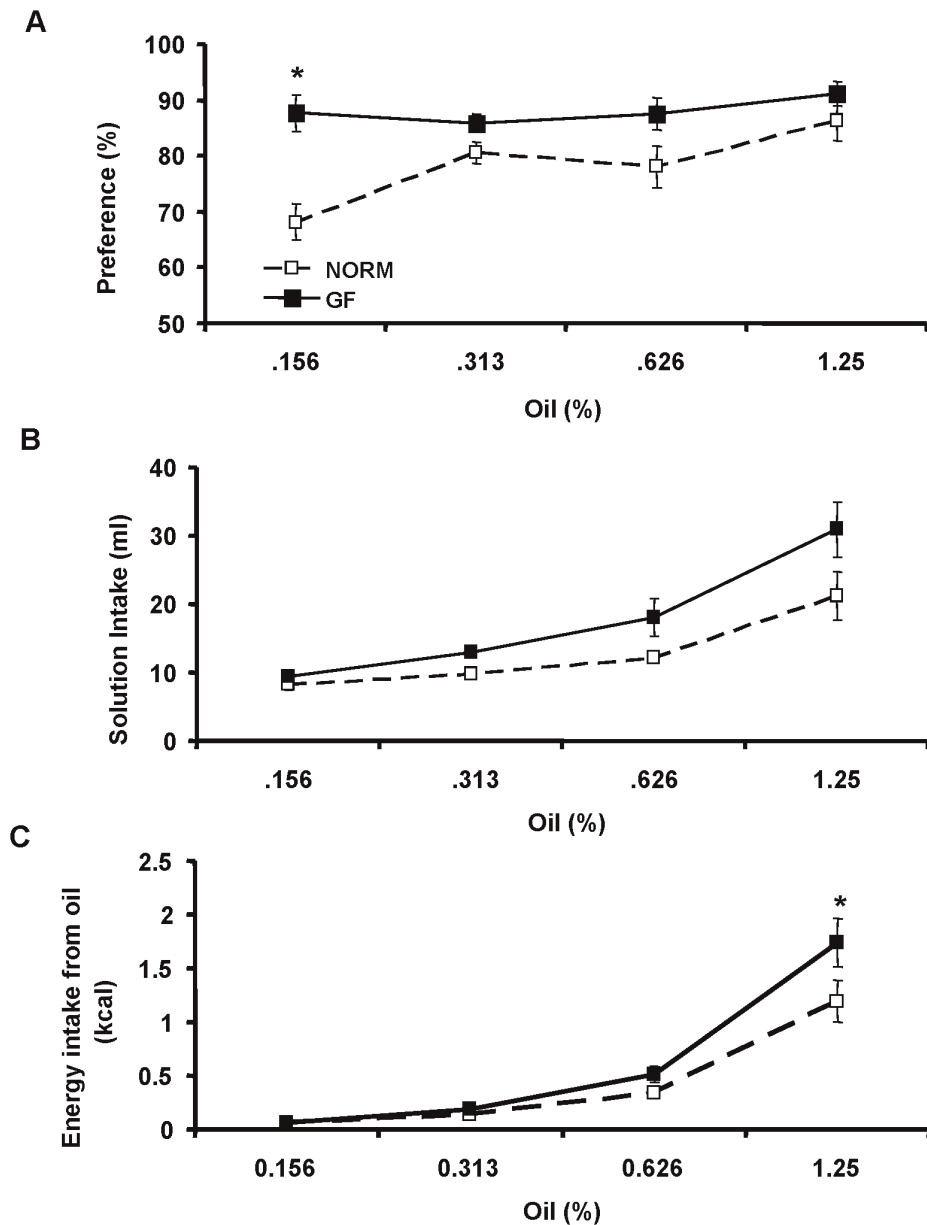 A
100
90
80
70
60
50
Preference (%)
*
NORM
GF
.156 .313 .626 1.25
Oil (%)
B
40
30
20
10
0
Solution Intake (ml)
.156 .313 .626 1.25
Oil (%)
C
2.5
2
1.5
1
0.5
0
Energy intake from oil
(kcal)
*
0.156 0.313 0.626 1.25
Oil (%)